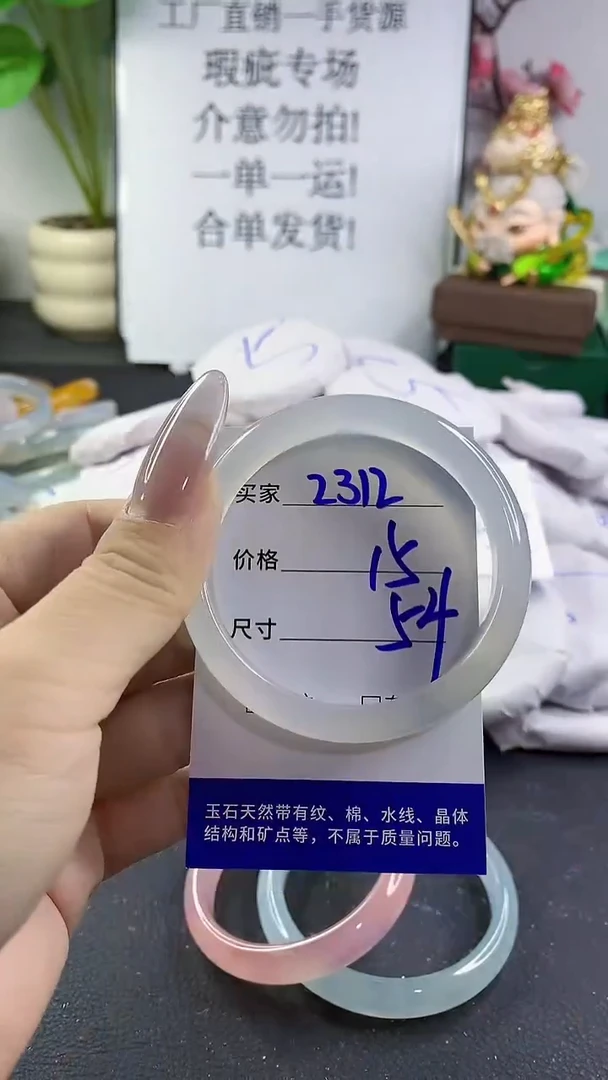 工厂直销一手货源
瑕疵专场
介意勿拍!
一单一运!
合单发货!
买家 2312
价格 15
尺寸 54
玉石天然带有纹、棉、水线、晶体
结构和矿点等，不属于质量问题。